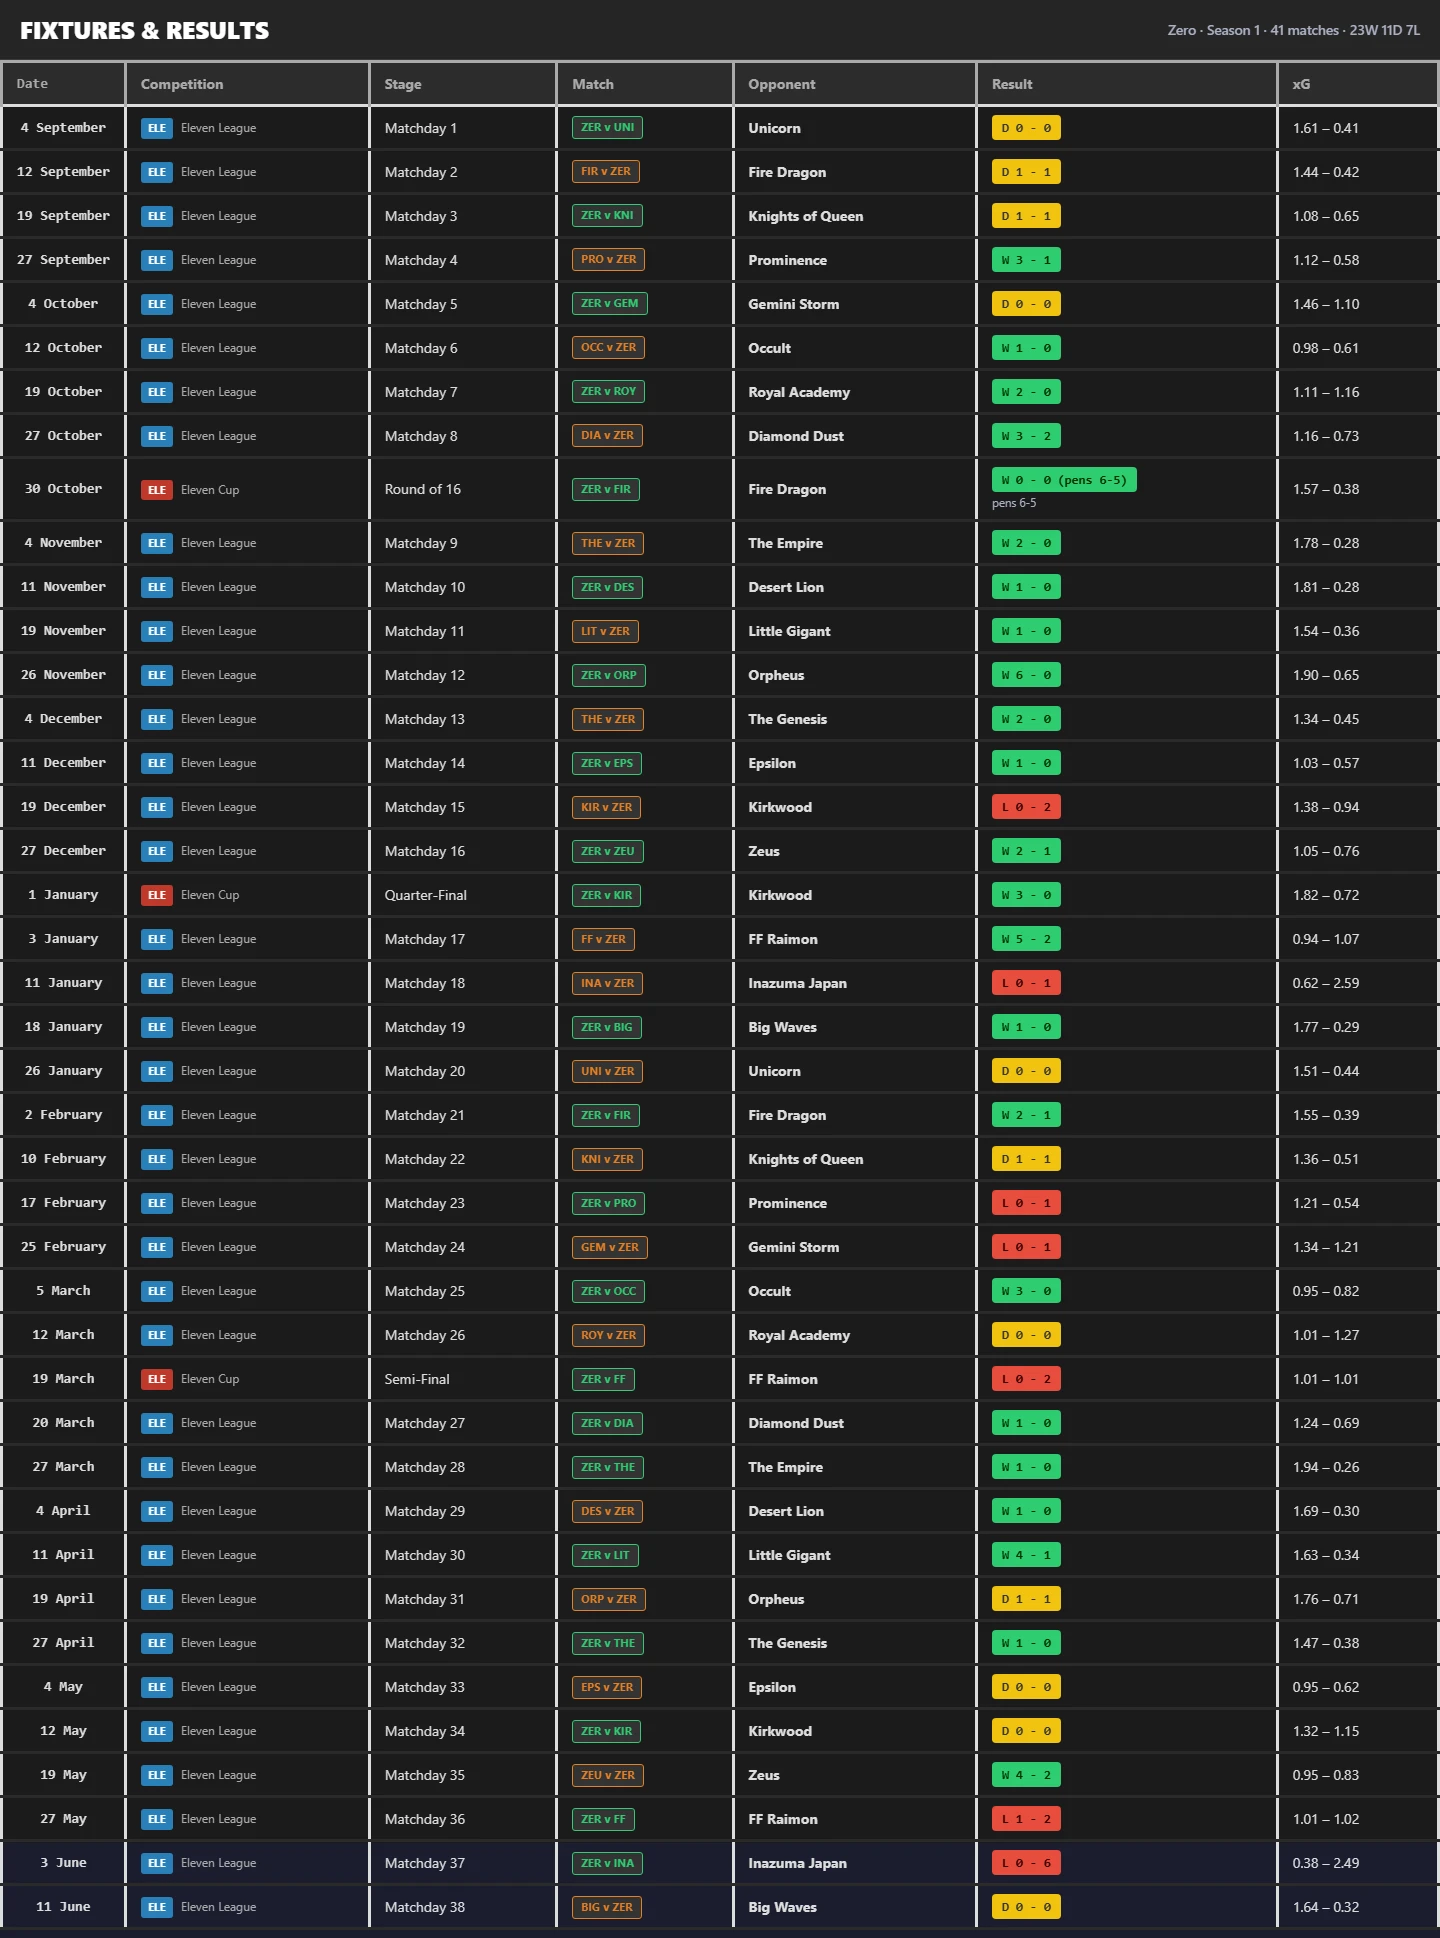 FIXTURES & RESULTS
Zero · Season 1 · 41 matches · 23W 11D 7L
Date Competition Stage Match Opponent Result xG
4 September ELE Eleven League Matchday 1 ZER v UNI Unicorn D 0 - 0 1.61 – 0.41
12 September ELE Eleven League Matchday 2 FIR v ZER Fire Dragon D 1 - 1 1.44 – 0.42
19 September ELE Eleven League Matchday 3 ZER v KNI Knights of Queen D 1 - 1 1.08 – 0.65
27 September ELE Eleven League Matchday 4 PRO v ZER Prominence W 3 - 1 1.12 – 0.58
4 October ELE Eleven League Matchday 5 ZER v GEM Gemini Storm D 0 - 0 1.46 – 1.10
12 October ELE Eleven League Matchday 6 OCC v ZER Occult W 1 - 0 0.98 – 0.61
19 October ELE Eleven League Matchday 7 ZER v ROY Royal Academy W 2 - 0 1.11 – 1.16
27 October ELE Eleven League Matchday 8 DIA v ZER Diamond Dust W 3 - 2 1.16 – 0.73
30 October ELE Eleven Cup Round of 16 ZER v FIR Fire Dragon W 0 - 0 (pens 6-5) 1.57 – 0.38
pens 6-5
4 November ELE Eleven League Matchday 9 THE v ZER The Empire W 2 - 0 1.78 – 0.28
11 November ELE Eleven League Matchday 10 ZER v DES Desert Lion W 1 - 0 1.81 – 0.28
19 November ELE Eleven League Matchday 11 LIT v ZER Little Gigant W 1 - 0 1.54 – 0.36
26 November ELE Eleven League Matchday 12 ZER v ORP Orpheus W 6 - 0 1.90 – 0.65
4 December ELE Eleven League Matchday 13 THE v ZER The Genesis W 2 - 0 1.34 – 0.45
11 December ELE Eleven League Matchday 14 ZER v EPS Epsilon W 1 - 0 1.03 – 0.57
19 December ELE Eleven League Matchday 15 KIR v ZER Kirkwood L 0 - 2 1.38 – 0.94
27 December ELE Eleven League Matchday 16 ZER v ZEU Zeus W 2 - 1 1.05 – 0.76
1 January ELE Eleven Cup Quarter-Final ZER v KIR Kirkwood W 3 - 0 1.82 – 0.72
3 January ELE Eleven League Matchday 17 FF v ZER FF Raimon W 5 - 2 0.94 – 1.07
11 January ELE Eleven League Matchday 18 INA v ZER Inazuma Japan L 0 - 1 0.62 – 2.59
18 January ELE Eleven League Matchday 19 ZER v BIG Big Waves W 1 - 0 1.77 – 0.29
26 January ELE Eleven League Matchday 20 UNI v ZER Unicorn D 0 - 0 1.51 – 0.44
2 February ELE Eleven League Matchday 21 ZER v FIR Fire Dragon W 2 - 1 1.55 – 0.39
10 February ELE Eleven League Matchday 22 KNI v ZER Knights of Queen D 1 - 1 1.36 – 0.51
17 February ELE Eleven League Matchday 23 ZER v PRO Prominence L 0 - 1 1.21 – 0.54
25 February ELE Eleven League Matchday 24 GEM v ZER Gemini Storm L 0 - 1 1.34 – 1.21
5 March ELE Eleven League Matchday 25 ZER v OCC Occult W 3 - 0 0.95 – 0.82
12 March ELE Eleven League Matchday 26 ROY v ZER Royal Academy D 0 - 0 1.01 – 1.27
19 March ELE Eleven Cup Semi-Final ZER v FF FF Raimon L 0 - 2 1.01 – 1.01
20 March ELE Eleven League Matchday 27 ZER v DIA Diamond Dust W 1 - 0 1.24 – 0.69
27 March ELE Eleven League Matchday 28 ZER v THE The Empire W 1 - 0 1.94 – 0.26
4 April ELE Eleven League Matchday 29 DES v ZER Desert Lion W 1 - 0 1.69 – 0.30
11 April ELE Eleven League Matchday 30 ZER v LIT Little Gigant W 4 - 1 1.63 – 0.34
19 April ELE Eleven League Matchday 31 ORP v ZER Orpheus D 1 - 1 1.76 – 0.71
27 April ELE Eleven League Matchday 32 ZER v THE The Genesis W 1 - 0 1.47 – 0.38
4 May ELE Eleven League Matchday 33 EPS v ZER Epsilon D 0 - 0 0.95 – 0.62
12 May ELE Eleven League Matchday 34 ZER v KIR Kirkwood D 0 - 0 1.32 – 1.15
19 May ELE Eleven League Matchday 35 ZEU v ZER Zeus W 4 - 2 0.95 – 0.83
27 May ELE Eleven League Matchday 36 ZER v FF FF Raimon L 1 - 2 1.01 – 1.02
3 June ELE Eleven League Matchday 37 ZER v INA Inazuma Japan L 0 - 6 0.38 – 2.49
11 June ELE Eleven League Matchday 38 BIG v ZER Big Waves D 0 - 0 1.64 – 0.32